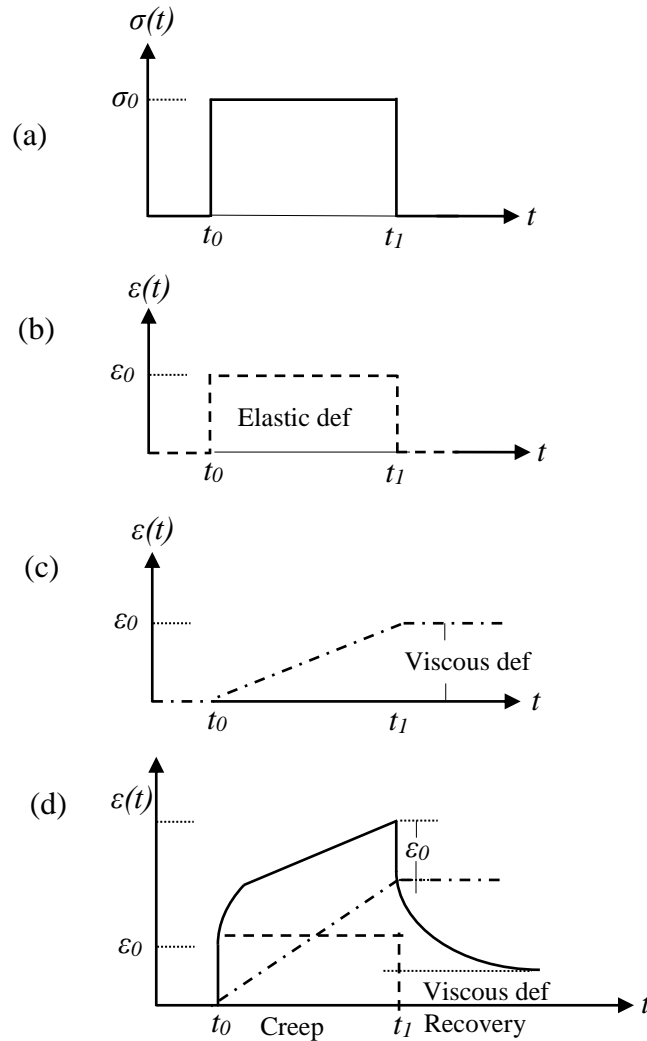 σ(t)
σ0
(a)
t0
t1
t
ε(t)
(b)
ε0
Elastic def
t0
t1
t
ε(t)
(c)
ε0
Viscous def
t0
t1
t
(d)
ε(t)
ε0
ε0
Viscous def
t0
Creep
t1
Recovery
t